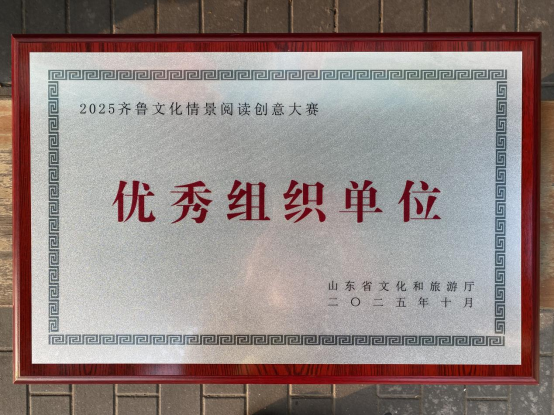 2025齐鲁文化情景阅读创意大赛
优秀组织单位
山东省文化和旅游厅
二〇二五年十月